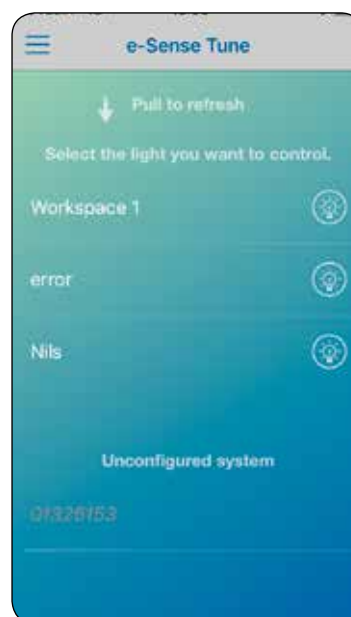 e-Sense Tune
Pull to refresh
Select the light you want to control.
Workspace 1
error
Nils
Unconfigured system
01326153